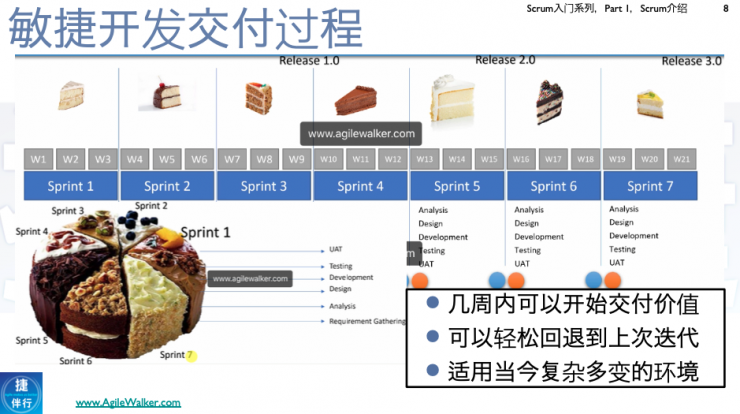 Scrum入门系列，Part 1，Scrum介绍 8
敏捷开发交付过程
Release 1.0 Release 2.0 Release 3.0
www.agilewalker.com
W1 W2 W3 W4 W5 W6 W7 W8 W9 W10 W11 W12 W13 W14 W15 W16 W17 W18 W19 W20 W21
Sprint 1 Sprint 2 Sprint 3 Sprint 4 Sprint 5 Sprint 6 Sprint 7
Analysis
Design
Development
Testing
UAT
Analysis
Design
Development
Testing
UAT
Analysis
Design
Development
Testing
UAT
Sprint 3
Sprint 2
Sprint 4
Sprint 1
Sprint 5
Sprint 6
Sprint 7
UAT
Testing
Development
Design
Analysis
Requirement Gathering
www.agilewalker.com
m
几周内可以开始交付价值
可以轻松回退到上次迭代
适用当今复杂多变的环境
捷
伴行
www.AgileWalker.com